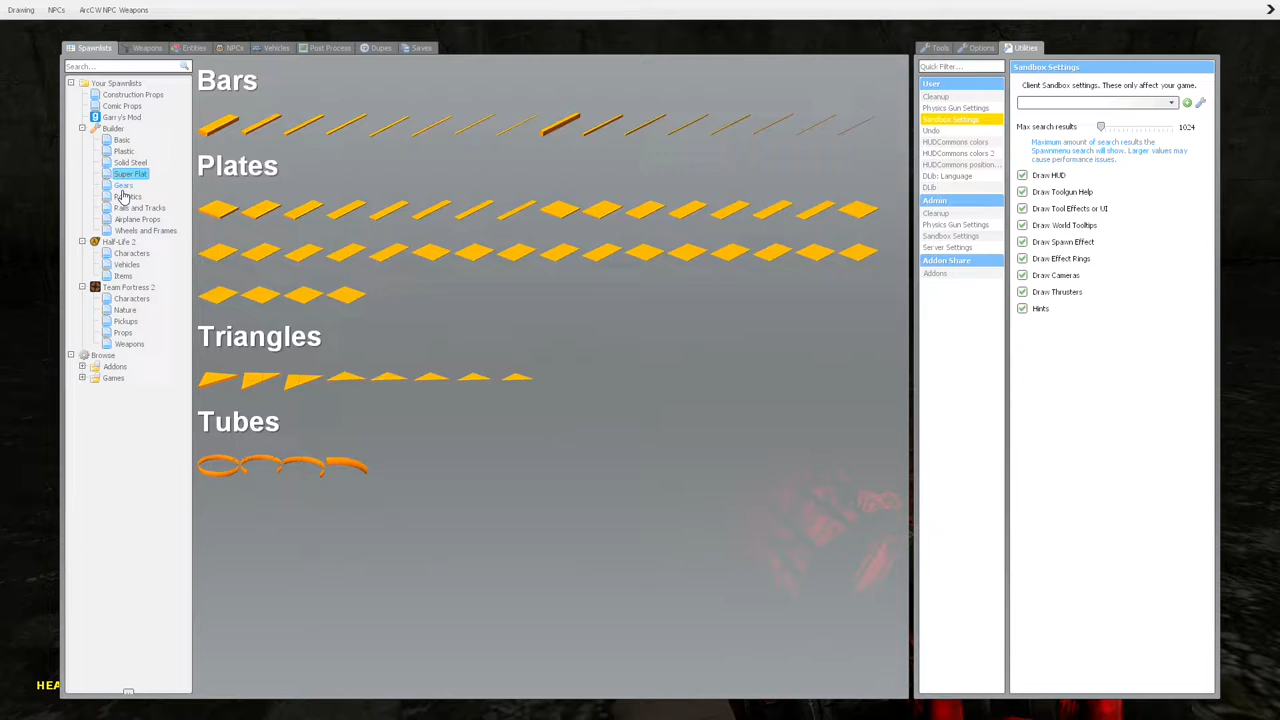 Drawing NPCs ArcCW NPC Weapons
Spawnlists Weapons Entities NPCs Vehicles Post Process Dupes Saves
Search...
Your Spawnlists
Construction Props
Comic Props
Garry's Mod
Builder
Basic
Plastic
Solid Steel
Super Flat
Gears
Rails and Tracks
Airplane Props
Wheels and Frames
Half-Life 2
Characters
Vehicles
Items
Team Fortress 2
Characters
Nature
Pickups
Props
Weapons
Browse
Addons
Games
Bars
Plates
Triangles
Tubes
HEA
Tools Options Utilities
Quick Filter...
User
Cleanup
Physics Gun Settings
Sandbox Settings
Undo
HUDCommons colors
HUDCommons colors 2
HUDCommons position...
DLib: Language
DLib
Admin
Cleanup
Physics Gun Settings
Sandbox Settings
Server Settings
Addon Share
Addons
Sandbox Settings
Client Sandbox settings. These only affect your game.
Max search results 1024
Maximum amount of search results the
Spawnmenu search will show. Larger values may
cause performance issues.
Draw HUD
Draw Toolgun Help
Draw Tool Effects or UI
Draw World Tooltips
Draw Spawn Effect
Draw Effect Rings
Draw Cameras
Draw Thrusters
Hints